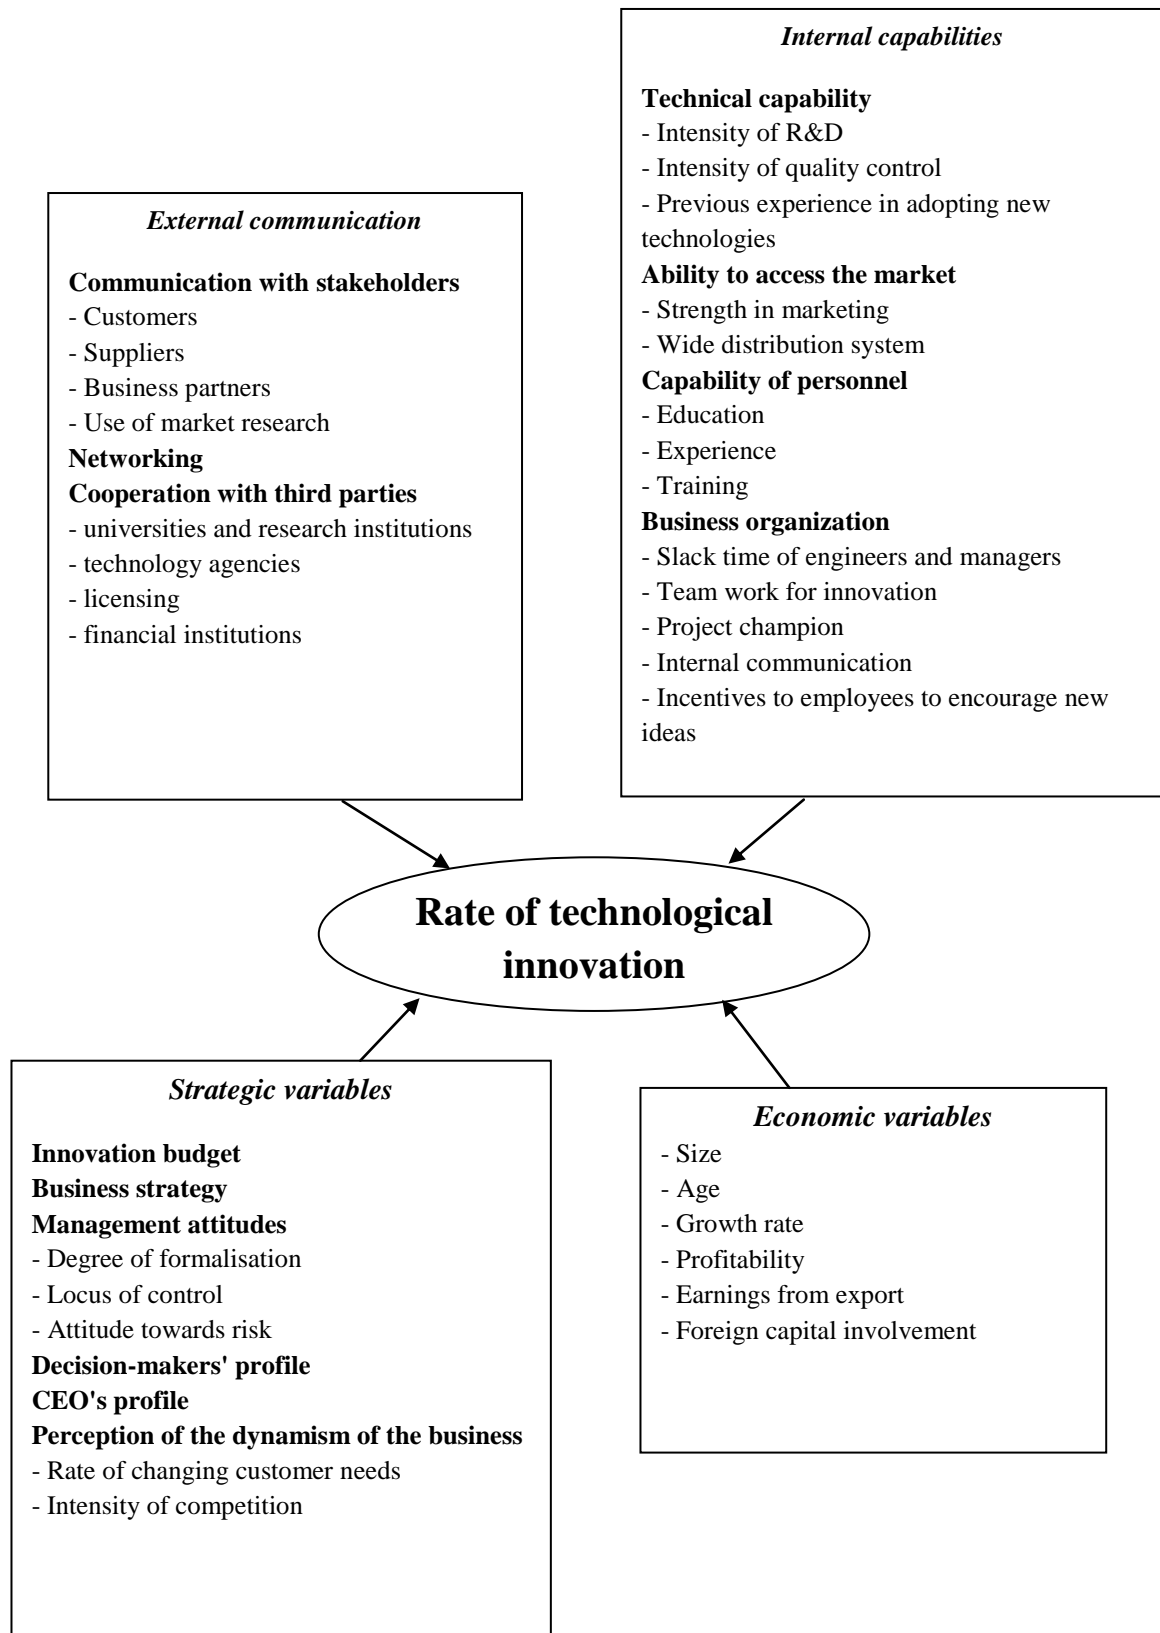 External communication
Communication with stakeholders
- Customers
- Suppliers
- Business partners
- Use of market research
Networking
Cooperation with third parties
- universities and research institutions
- technology agencies
- licensing
- financial institutions
Internal capabilities
Technical capability
- Intensity of R&D
- Intensity of quality control
- Previous experience in adopting new
technologies
Ability to access the market
- Strength in marketing
- Wide distribution system
Capability of personnel
- Education
- Experience
- Training
Business organization
- Slack time of engineers and managers
- Team work for innovation
- Project champion
- Internal communication
- Incentives to employees to encourage new
ideas
Rate of technological
innovation
Strategic variables
Innovation budget
Business strategy
Management attitudes
- Degree of formalisation
- Locus of control
- Attitude towards risk
Decision-makers' profile
CEO's profile
Perception of the dynamism of the business
- Rate of changing customer needs
- Intensity of competition
Economic variables
- Size
- Age
- Growth rate
- Profitability
- Earnings from export
- Foreign capital involvement